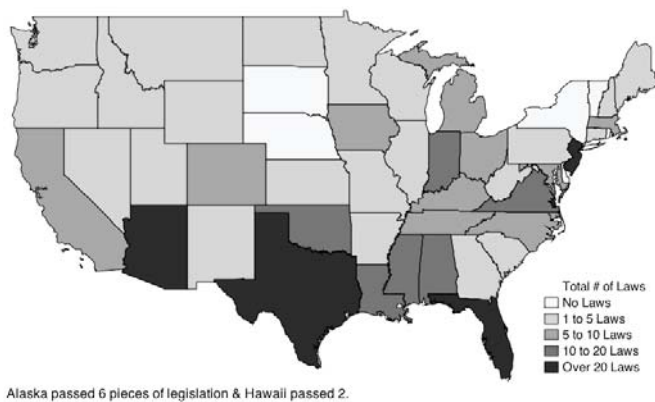 Total # of Laws
No Laws
1 to 5 Laws
5 to 10 Laws
10 to 20 Laws
Over 20 Laws
Alaska passed 6 pieces of legislation & Hawaii passed 2.